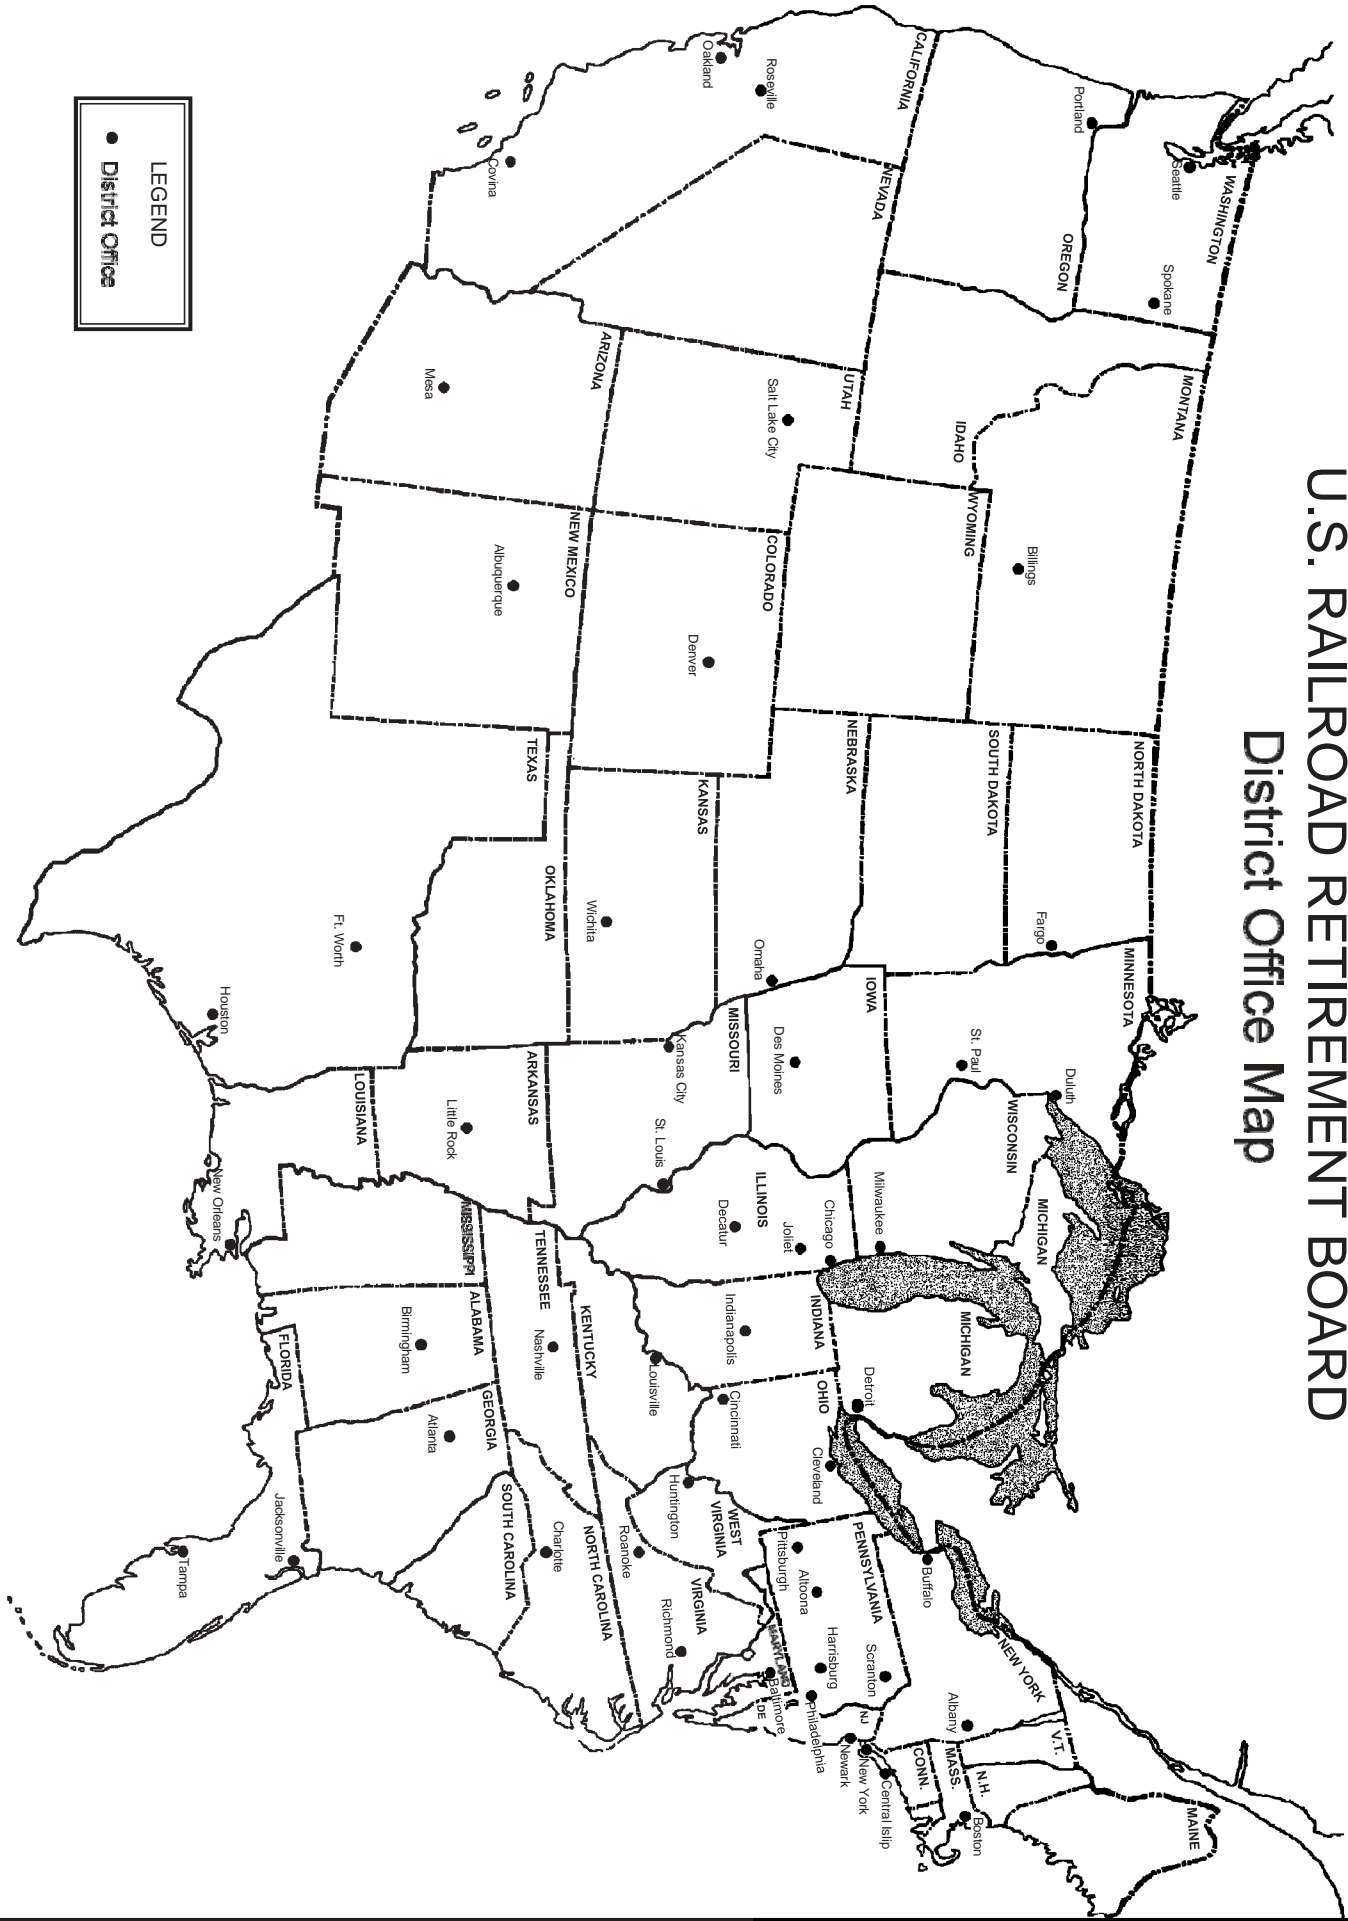 U.S. RAILROAD RETIREMENT BOARD
District Office Map
WASHINGTON
Seattle
Spokane
Portland
OREGON
CALIFORNIA
Roseville
Oakland
Covina
NEVADA
MONTANA
Billings
IDAHO
WYOMING
UTAH
Salt Lake City
COLORADO
Denver
ARIZONA
Mesa
NEW MEXICO
Albuquerque
NORTH DAKOTA
Fargo
SOUTH DAKOTA
NEBRASKA
Omaha
KANSAS
Wichita
OKLAHOMA
TEXAS
Ft. Worth
Houston
MINNESOTA
Duluth
St. Paul
IOWA
Des Moines
MISSOURI
Kansas City
St. Louis
ARKANSAS
Little Rock
LOUISIANA
New Orleans
WISCONSIN
Milwaukee
MICHIGAN
MICHIGAN
Detroit
ILLINOIS
Chicago
Joliet
Decatur
INDIANA
Indianapolis
OHIO
Cleveland
Cincinnati
KENTUCKY
Louisville
TENNESSEE
Nashville
MISSISSIPPI
ALABAMA
Birmingham
GEORGIA
Atlanta
FLORIDA
Jacksonville
Tampa
SOUTH CAROLINA
NORTH CAROLINA
Charlotte
WEST
VIRGINIA
Huntington
VIRGINIA
Roanoke
Richmond
MARYLAND
Baltimore
DE
PENNSYLVANIA
Pittsburgh
Altoona
Harrisburg
Scranton
Philadelphia
NJ
Newark
NEW YORK
Buffalo
Albany
New York
Central Islip
CONN.
MASS.
Boston
N.H.
V.T.
MAINE
LEGEND
District Office